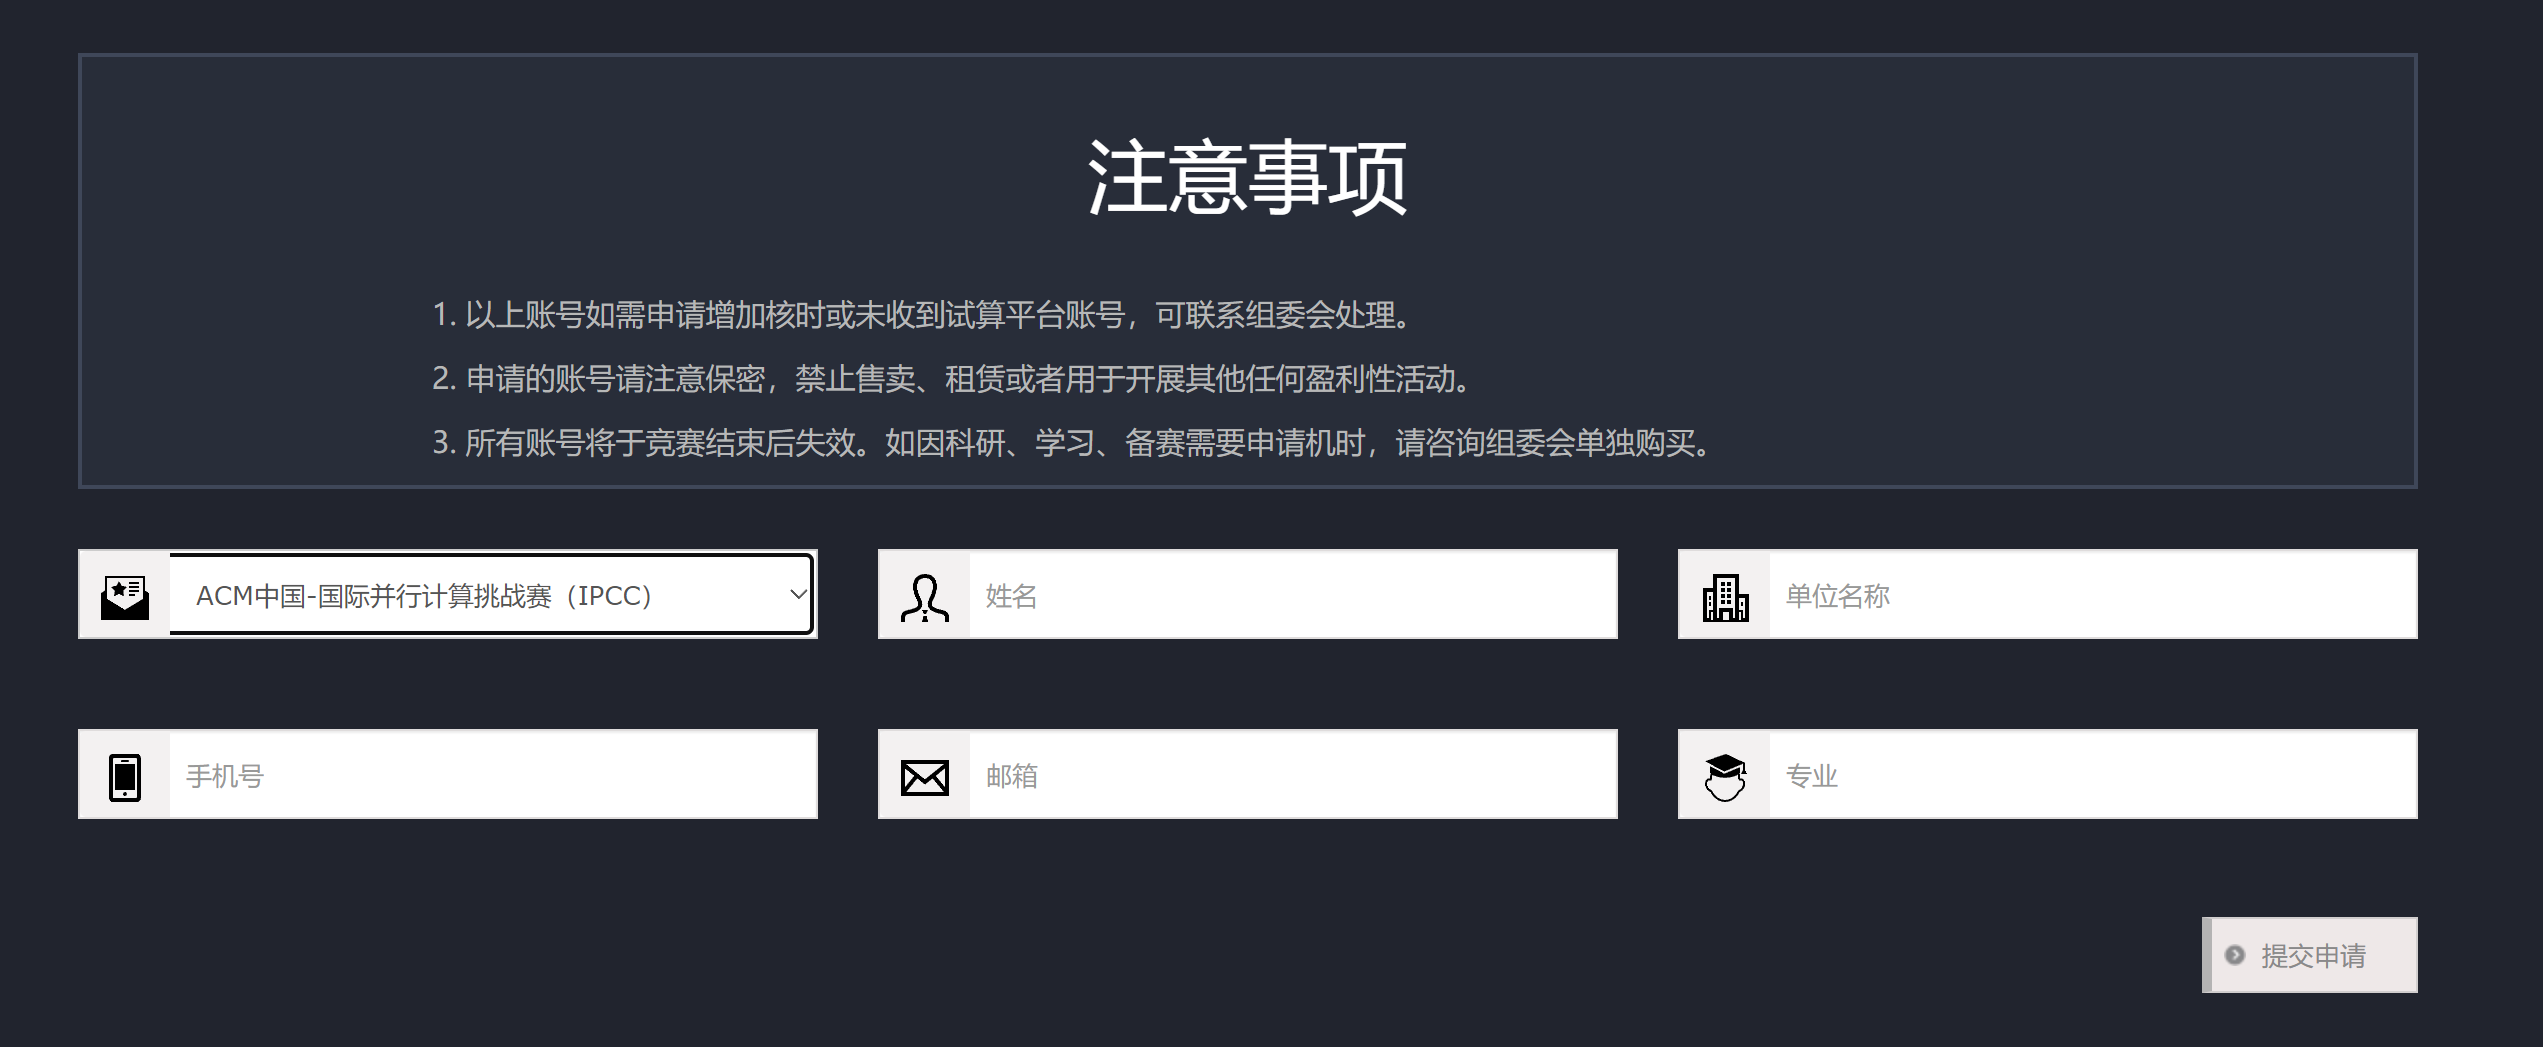 注意事项
1. 以上账号如需申请增加核时或未收到试算平台账号，可联系组委会处理。
2. 申请的账号请注意保密，禁止售卖、租赁或者用于开展其他任何盈利性活动。
3. 所有账号将于竞赛结束后失效。如因科研、学习、备赛需要申请机时，请咨询组委会单独购买。
ACM中国-国际并行计算挑战赛（IPCC）
姓名
单位名称
手机号
邮箱
专业
提交申请